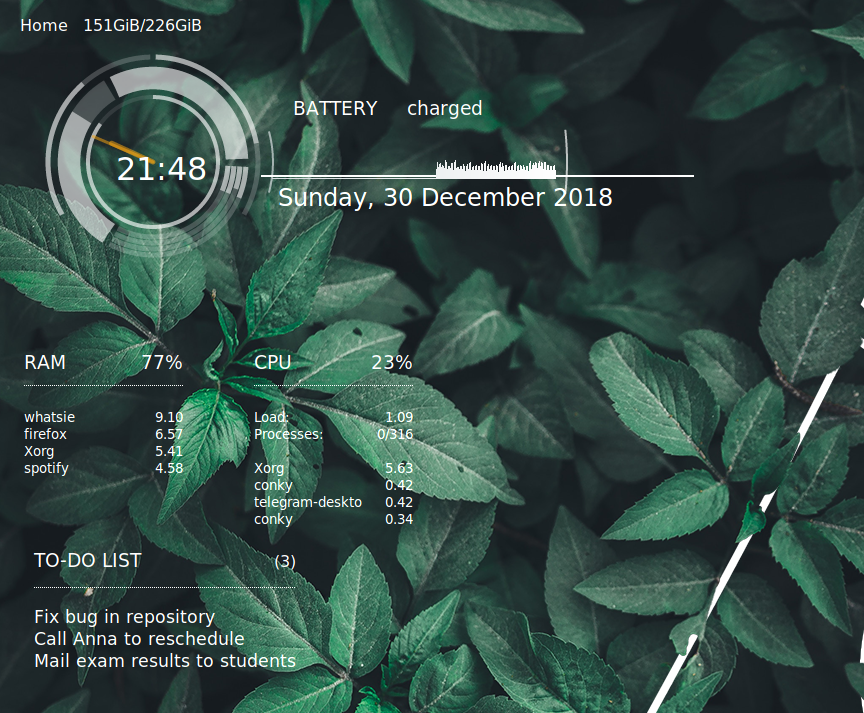 Home 151GiB/226GiB
BATTERY charged
21:48
Sunday, 30 December 2018
RAM 77%
whatsie 9.10
firefox 6.57
Xorg 5.41
spotify 4.58
CPU 23%
Load: 1.09
Processes: 0/316
Xorg 5.63
conky 0.42
telegram-deskto 0.42
conky 0.34
TO-DO LIST (3)
Fix bug in repository
Call Anna to reschedule
Mail exam results to students